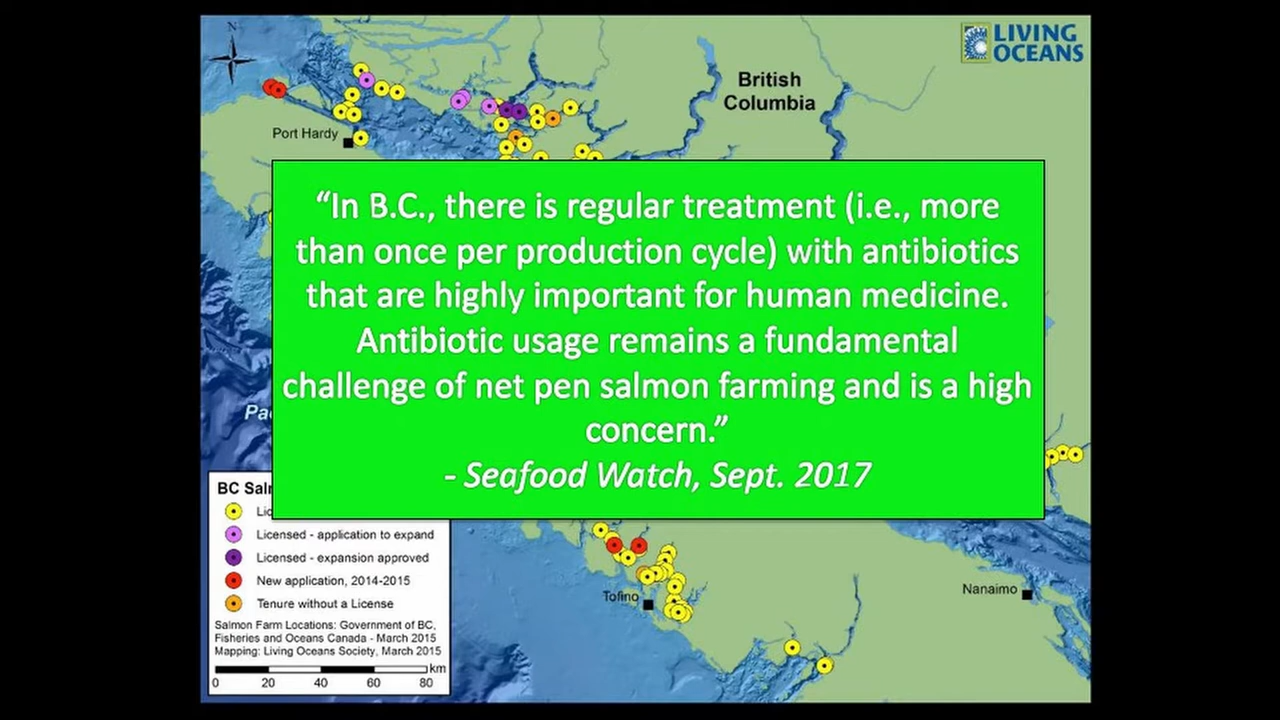 N
LIVING
OCEANS
British
Columbia
Port Hardy
“In B.C., there is regular treatment (i.e., more
than once per production cycle) with antibiotics
that are highly important for human medicine.
Antibiotic usage remains a fundamental
challenge of net pen salmon farming and is a high
concern.”
- Seafood Watch, Sept. 2017
BC
Licensed - application to expand
Licensed - expansion approved
New application, 2014-2015
Tenure without a License
Salmon Farm Locations: Government of BC,
Fisheries and Oceans Canada - March 2015
Mapping: Living Oceans Society, March 2015
km
0 20 40 60 80
Tofino
Nanaimo